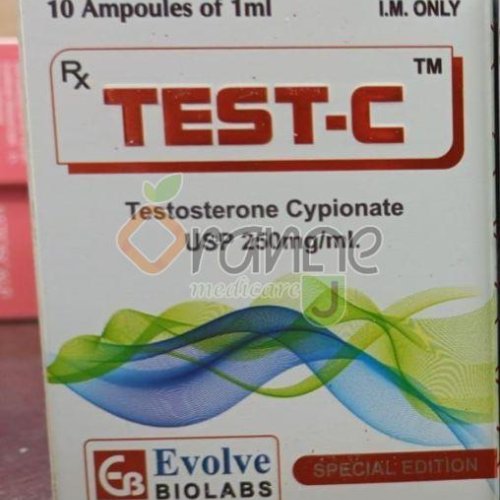 10 Ampoules of 1ml I.M. ONLY
Rx TM
TEST-C
Testosterone Cypionate
USP 250mg/ml.
Orange
medicare
EB Evolve
BIOLABS
SPECIAL EDITION